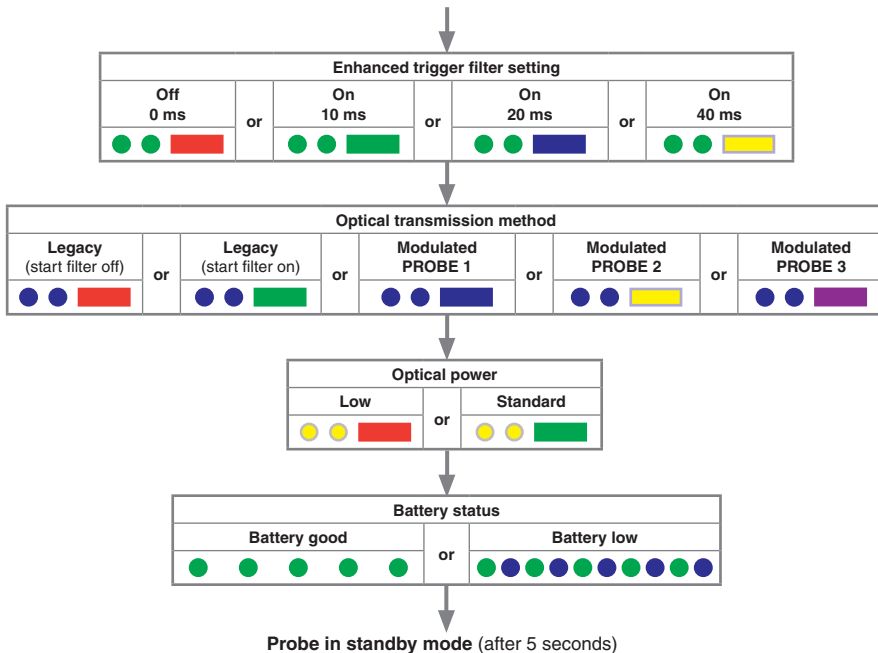 Enhanced trigger filter setting
Off
0 ms
or
On
10 ms
or
On
20 ms
or
On
40 ms
Optical transmission method
Legacy
(start filter off)
or
Legacy
(start filter on)
or
Modulated
PROBE 1
or
Modulated
PROBE 2
or
Modulated
PROBE 3
Optical power
Low
or
Standard
Battery status
Battery good
or
Battery low
Probe in standby mode (after 5 seconds)